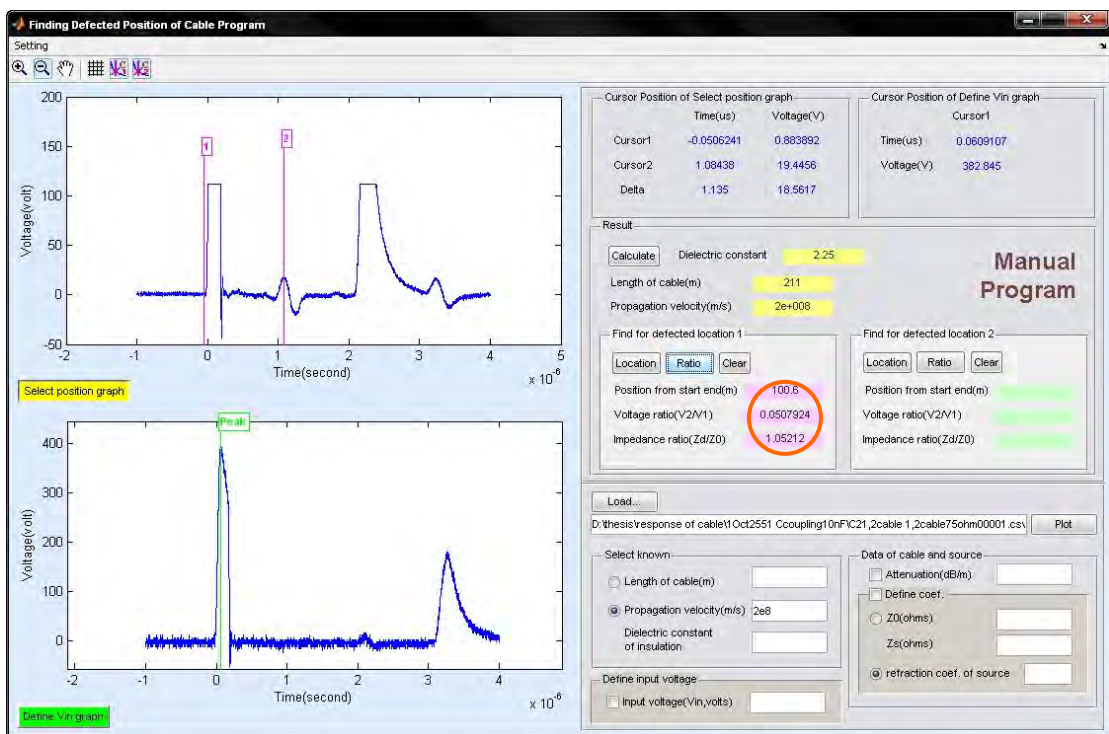 Finding Defected Position of Cable Program
Setting
200
150
100
50
0
-50
-2 -1 0 1 2 3 4 5
Voltage(volt)
1
2
Time(second)
x 10^-6
Select position graph
400
300
200
100
0
-2 -1 0 1 2 3 4
Voltage(volt)
Peak
Time(second)
x 10^-6
Define Vin graph
Cursor Position of Select position graph
Time(us) Voltage(V)
Cursor1 -0.0506241 0.883892
Cursor2 1.08438 19.4456
Delta 1.135 18.5617
Cursor Position of Define Vin graph
Cursor1
Time(us) 0.0609107
Voltage(V) 382.845
Result
Calculate Dielectric constant 2.25
Length of cable(m) 211
Propagation velocity(m/s) 2e+008
Manual
Program
Find for defected location 1
Location Ratio Clear
Position from start end(m) 100.6
Voltage ratio(V2/V1) 0.0507924
Impedance ratio(Zd/Z0) 1.05212
Find for defected location 2
Location Ratio Clear
Position from start end(m)
Voltage ratio(V2/V1)
Impedance ratio(Zd/Z0)
Load...
D:\thesis\response of cable\1Oct2551 Ccoupling10nF\C21,2cable 1,2cable75ohm00001.csv Plot
Select known
Length of cable(m)
Propagation velocity(m/s) 2e8
Dielectric constant
of insulation
Define input voltage
Input voltage(Vin,volts)
Data of cable and source
Attenuation(dB/m)
Define coef.
Z0(ohms)
Zs(ohms)
refraction coef. of source